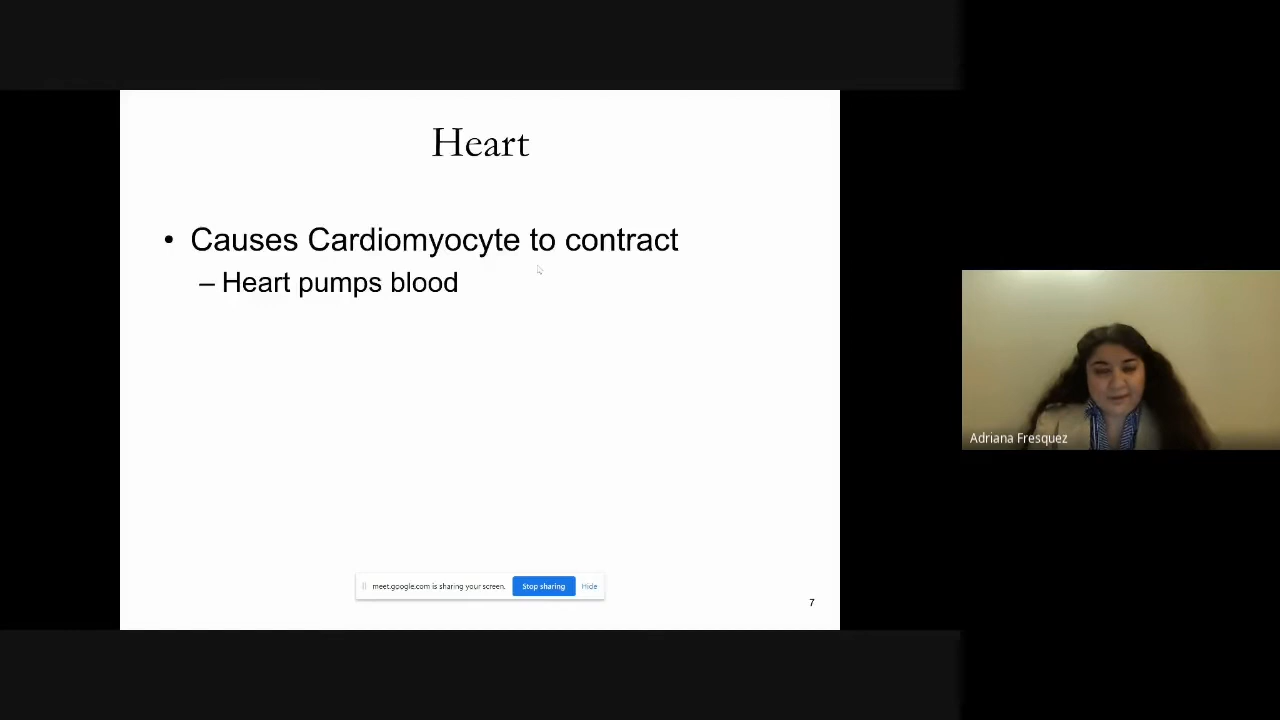 Heart
• Causes Cardiomyocyte to contract
– Heart pumps blood
Adriana Fresquez
meet.google.com is sharing your screen. Stop sharing Hide
7